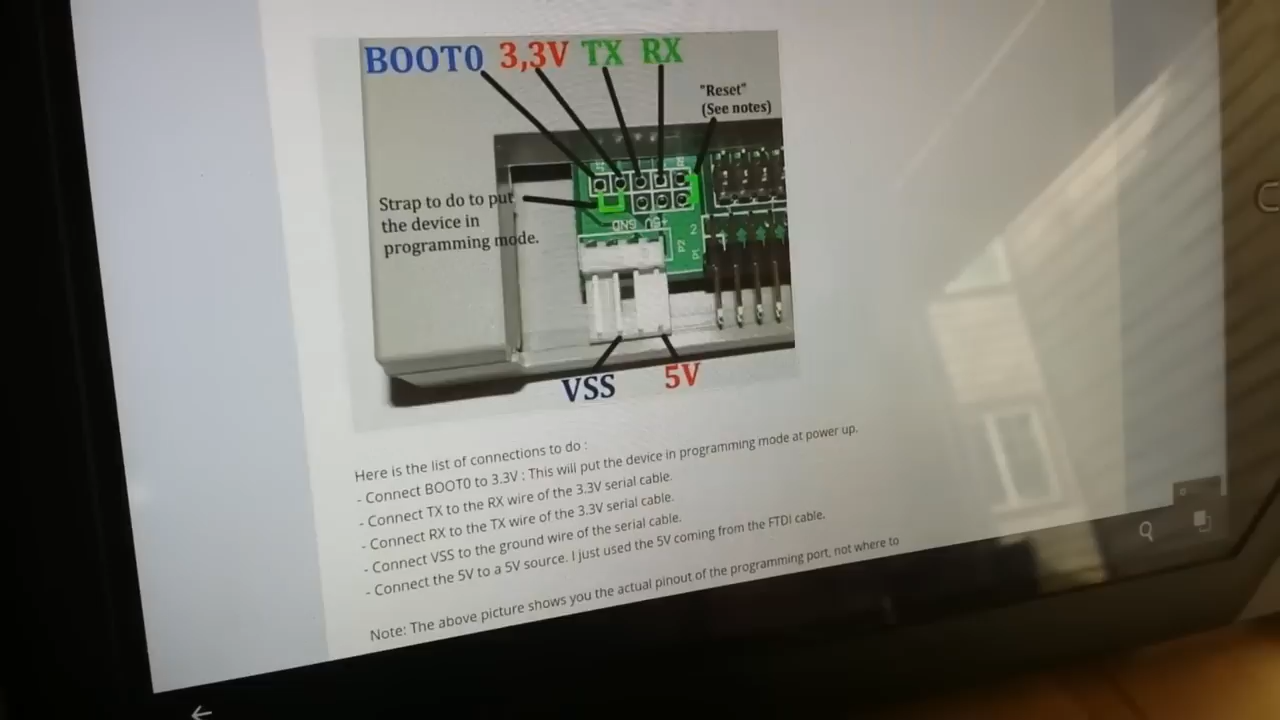 BOOT0 3,3V TX RX
"Reset"
(See notes)
Strap to do to put
the device in
programming mode.
GND +5V
2
P2
P1
VSS 5V
Here is the list of connections to do :
- Connect BOOT0 to 3.3V : This will put the device in programming mode at power up.
- Connect TX to the RX wire of the 3.3V serial cable.
- Connect RX to the TX wire of the 3.3V serial cable.
- Connect VSS to the ground wire of the serial cable.
- Connect the 5V to a 5V source. I just used the 5V coming from the FTDI cable.
Note: The above picture shows you the actual pinout of the programming port, not where to